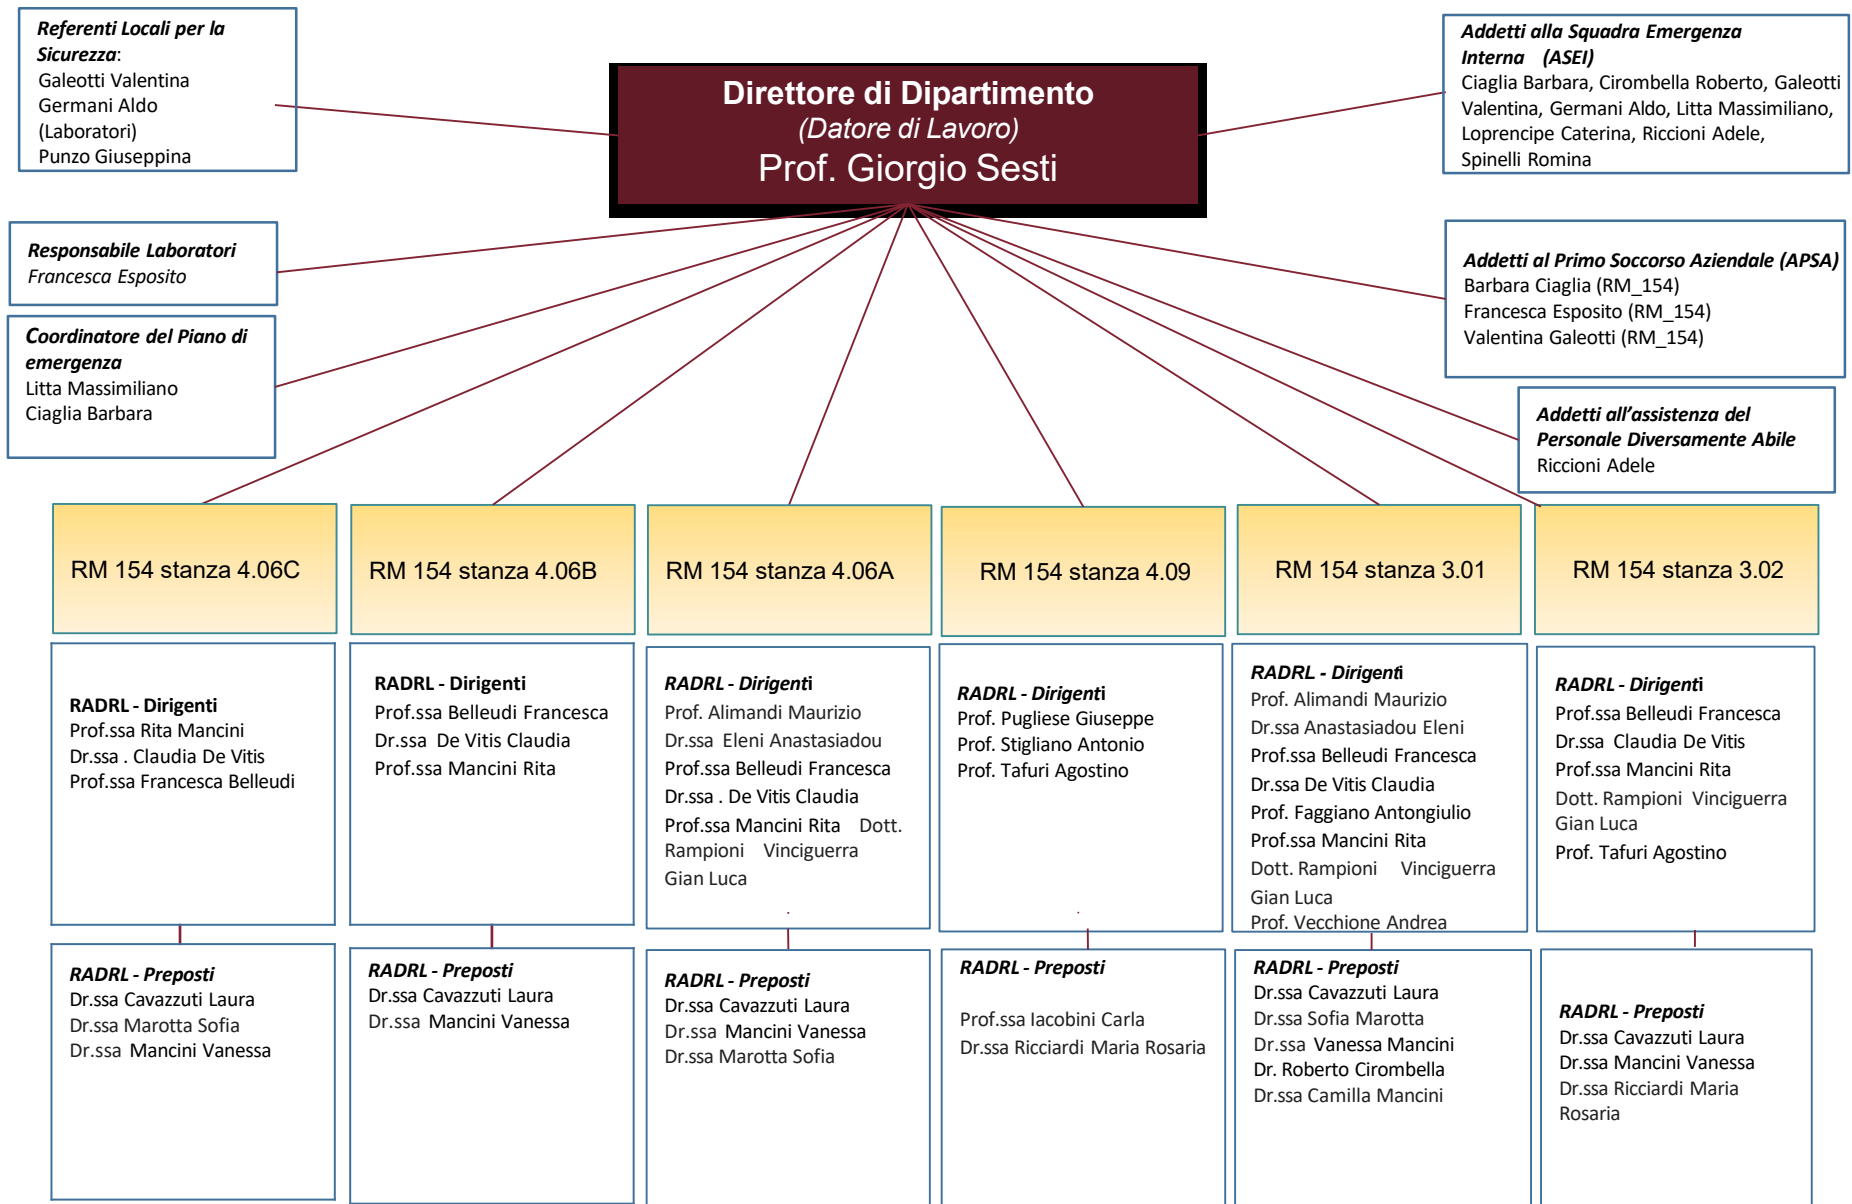 Referenti Locali per la
Sicurezza:
Galeotti Valentina
Germani Aldo
(Laboratori)
Punzo Giuseppina
Direttore di Dipartimento
(Datore di Lavoro)
Prof. Giorgio Sesti
Addetti alla Squadra Emergenza
Interna (ASEI)
Ciaglia Barbara, Cirombella Roberto, Galeotti
Valentina, Germani Aldo, Litta Massimiliano,
Loprencipe Caterina, Riccioni Adele,
Spinelli Romina
Responsabile Laboratori
Francesca Esposito
Addetti al Primo Soccorso Aziendale (APSA)
Barbara Ciaglia (RM_154)
Francesca Esposito (RM_154)
Valentina Galeotti (RM_154)
Coordinatore del Piano di
emergenza
Litta Massimiliano
Ciaglia Barbara
Addetti all'assistenza del
Personale Diversamente Abile
Riccioni Adele
RM 154 stanza 4.06C
RM 154 stanza 4.06B
RM 154 stanza 4.06A
RM 154 stanza 4.09
RM 154 stanza 3.01
RM 154 stanza 3.02
RADRL - Dirigenti
Prof.ssa Rita Mancini
Dr.ssa . Claudia De Vitis
Prof.ssa Francesca Belleudi
RADRL - Dirigenti
Prof.ssa Belleudi Francesca
Dr.ssa De Vitis Claudia
Prof.ssa Mancini Rita
RADRL - Dirigenti
Prof. Alimandi Maurizio
Dr.ssa Eleni Anastasiadou
Prof.ssa Belleudi Francesca
Dr.ssa . De Vitis Claudia
Prof.ssa Mancini Rita Dott.
Rampioni Vinciguerra
Gian Luca
RADRL - Dirigenti
Prof. Pugliese Giuseppe
Prof. Stigliano Antonio
Prof. Tafuri Agostino
RADRL - Dirigenti
Prof. Alimandi Maurizio
Dr.ssa Anastasiadou Eleni
Prof.ssa Belleudi Francesca
Dr.ssa De Vitis Claudia
Prof. Faggiano Antongiulio
Prof.ssa Mancini Rita
Dott. Rampioni Vinciguerra
Gian Luca
Prof. Vecchione Andrea
RADRL - Dirigenti
Prof.ssa Belleudi Francesca
Dr.ssa Claudia De Vitis
Prof.ssa Mancini Rita
Dott. Rampioni Vinciguerra
Gian Luca
Prof. Tafuri Agostino
RADRL - Preposti
Dr.ssa Cavazzuti Laura
Dr.ssa Marotta Sofia
Dr.ssa Mancini Vanessa
RADRL - Preposti
Dr.ssa Cavazzuti Laura
Dr.ssa Mancini Vanessa
RADRL - Preposti
Dr.ssa Cavazzuti Laura
Dr.ssa Mancini Vanessa
Dr.ssa Marotta Sofia
RADRL - Preposti
Prof.ssa Iacobini Carla
Dr.ssa Ricciardi Maria Rosaria
RADRL - Preposti
Dr.ssa Cavazzuti Laura
Dr.ssa Sofia Marotta
Dr.ssa Vanessa Mancini
Dr. Roberto Cirombella
Dr.ssa Camilla Mancini
RADRL - Preposti
Dr.ssa Cavazzuti Laura
Dr.ssa Mancini Vanessa
Dr.ssa Ricciardi Maria
Rosaria